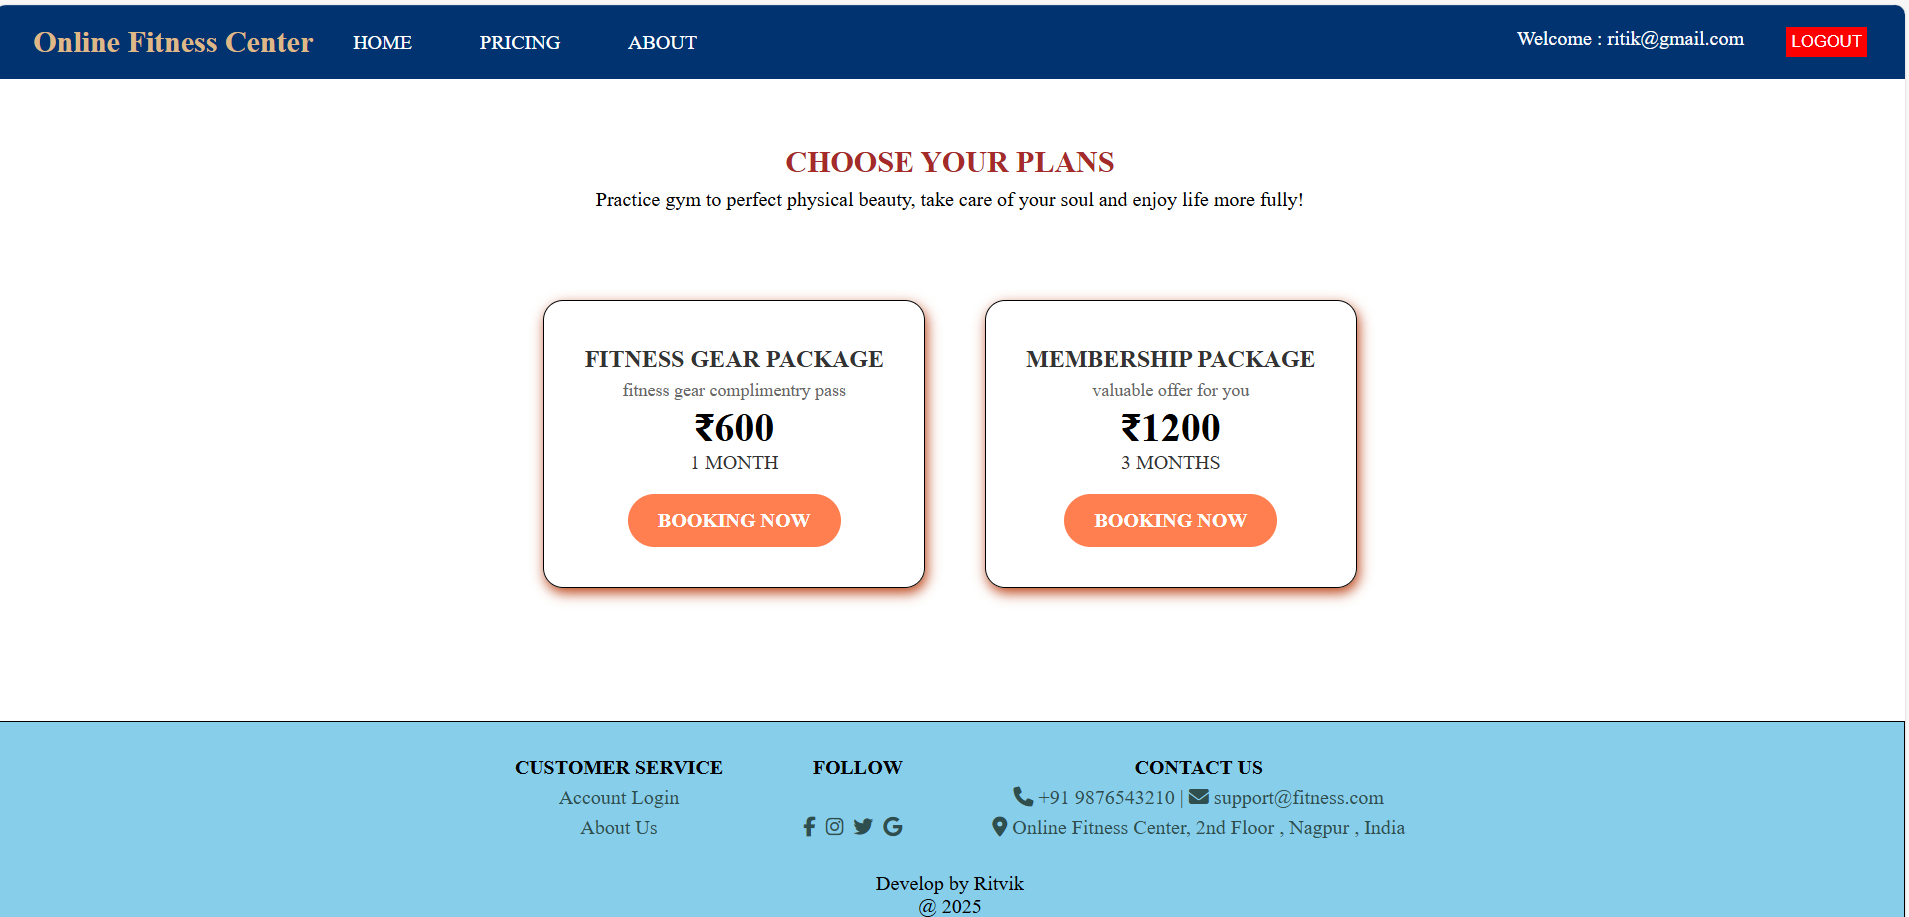 Online Fitness Center HOME PRICING ABOUT Welcome : ritik@gmail.com LOGOUT
CHOOSE YOUR PLANS
Practice gym to perfect physical beauty, take care of your soul and enjoy life more fully!
FITNESS GEAR PACKAGE
fitness gear complimentry pass
₹600
1 MONTH
BOOKING NOW
MEMBERSHIP PACKAGE
valuable offer for you
₹1200
3 MONTHS
BOOKING NOW
CUSTOMER SERVICE
Account Login
About Us
FOLLOW
CONTACT US
+91 9876543210 | support@fitness.com
Online Fitness Center, 2nd Floor , Nagpur , India
Develop by Ritvik
@ 2025